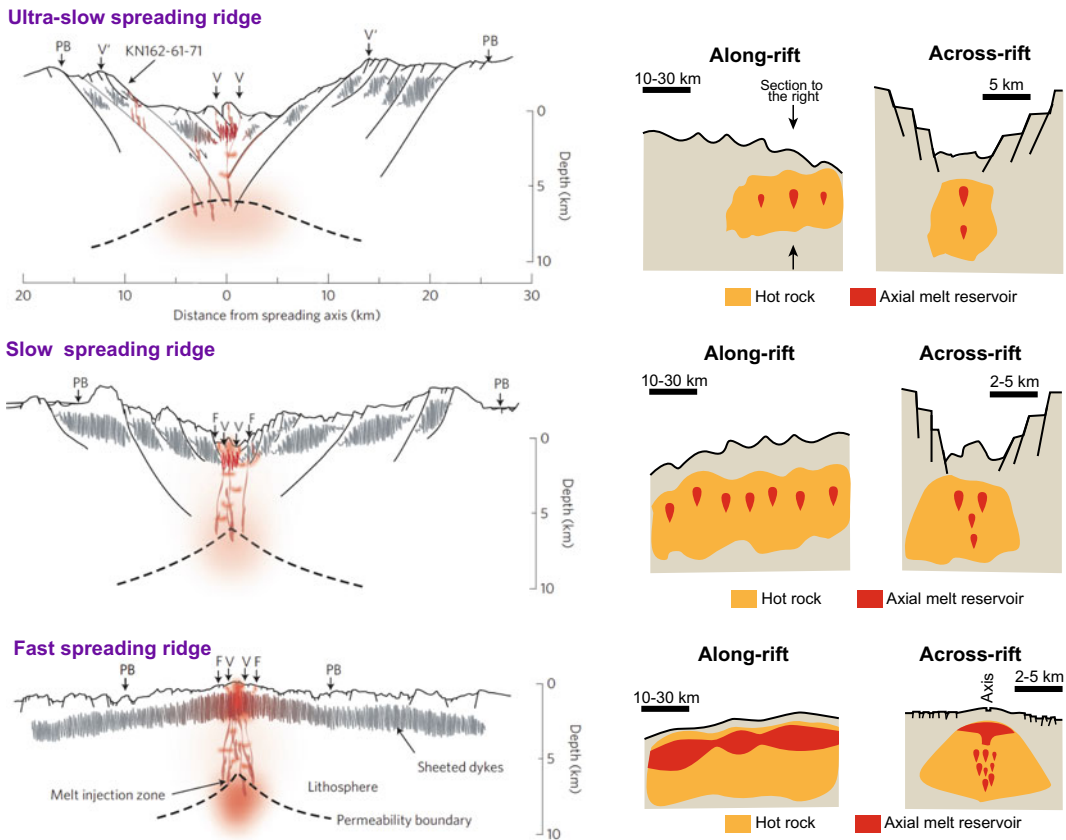 Ultra-slow spreading ridge
PB
V'
KN162-61-71
V
V
V'
PB
0
5
10
Depth (km)
20
10
0
10
20
30
Distance from spreading axis (km)
Along-rift
10-30 km
Section to
the right
Across-rift
5 km
Hot rock
Axial melt reservoir
Slow spreading ridge
PB
F
V
V
F
PB
0
5
10
Depth (km)
Along-rift
10-30 km
Across-rift
2-5 km
Hot rock
Axial melt reservoir
Fast spreading ridge
PB
F
V
V
F
PB
0
5
10
Depth (km)
Sheeted dykes
Melt injection zone
Lithosphere
Permeability boundary
Along-rift
10-30 km
Across-rift
Axis
2-5 km
Hot rock
Axial melt reservoir